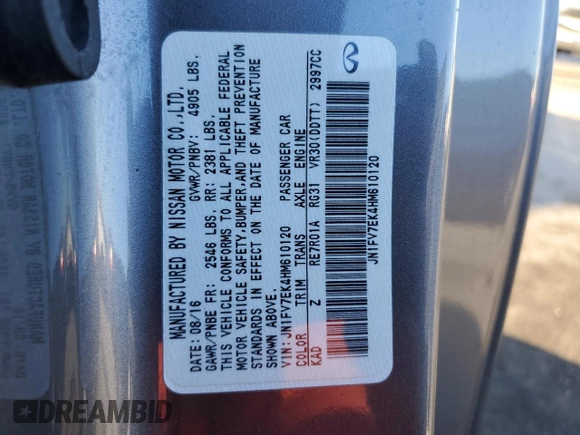 MANUFACTURED BY NISSAN MOTOR CO.,LTD.
DATE: 08/16 GVWR/PNBV: 4905 LBS.
GAWR/PNBE FR: 2546 LBS. RR: 2381 LBS.
THIS VEHICLE CONFORMS TO ALL APPLICABLE FEDERAL
MOTOR VEHICLE SAFETY,BUMPER,AND THEFT PREVENTION
STANDARDS IN EFFECT ON THE DATE OF MANUFACTURE
SHOWN ABOVE.
VIN: JN1FV7EK4HM610120 PASSENGER CAR
COLOR TRIM TRANS AXLE ENGINE
KAD Z RE7R01A RG31 VR30(DDTT) 2997CC
JN1FV7EK4HM610120
DREAMBID